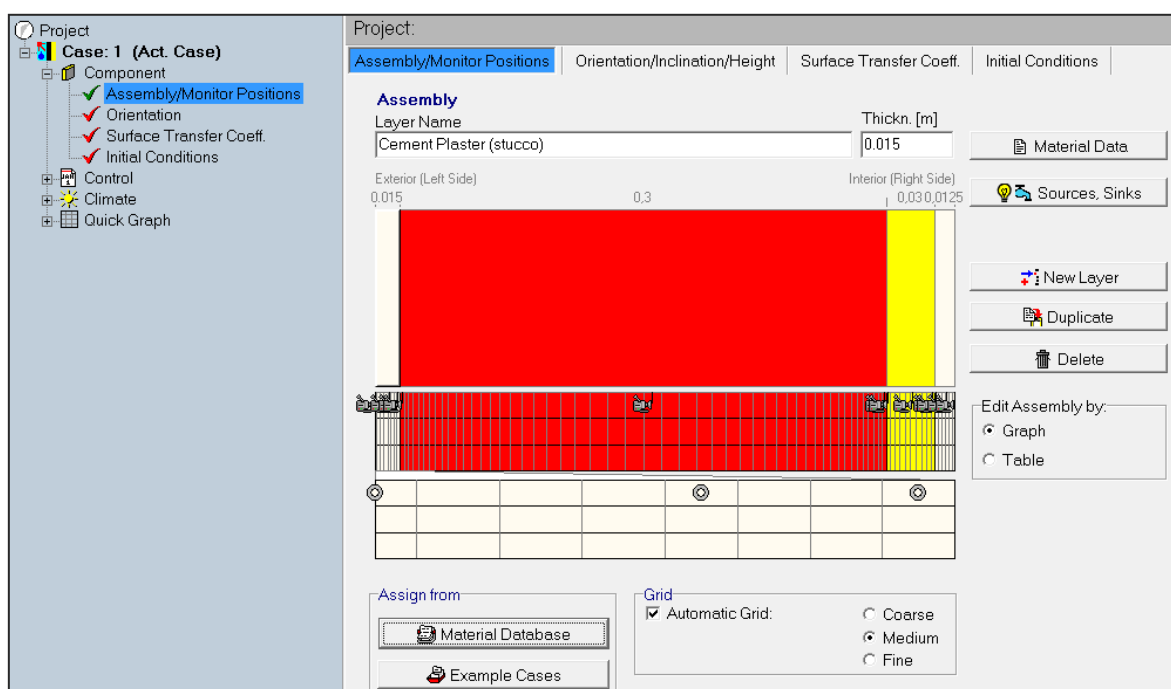 Project
Case: 1 (Act. Case)
Component
Assembly/Monitor Positions
Orientation
Surface Transfer Coeff.
Initial Conditions
Control
Climate
Quick Graph
Project:
Assembly/Monitor Positions
Orientation/Inclination/Height
Surface Transfer Coeff.
Initial Conditions
Assembly
Layer Name
Thickn. [m]
Cement Plaster (stucco)
0.015
Material Data
Exterior (Left Side)
Interior (Right Side)
0.015
0,3
0,03
0,0125
Sources, Sinks
New Layer
Duplicate
Delete
Edit Assembly by:
Graph
Table
Assign from
Material Database
Example Cases
Grid
Automatic Grid:
Coarse
Medium
Fine